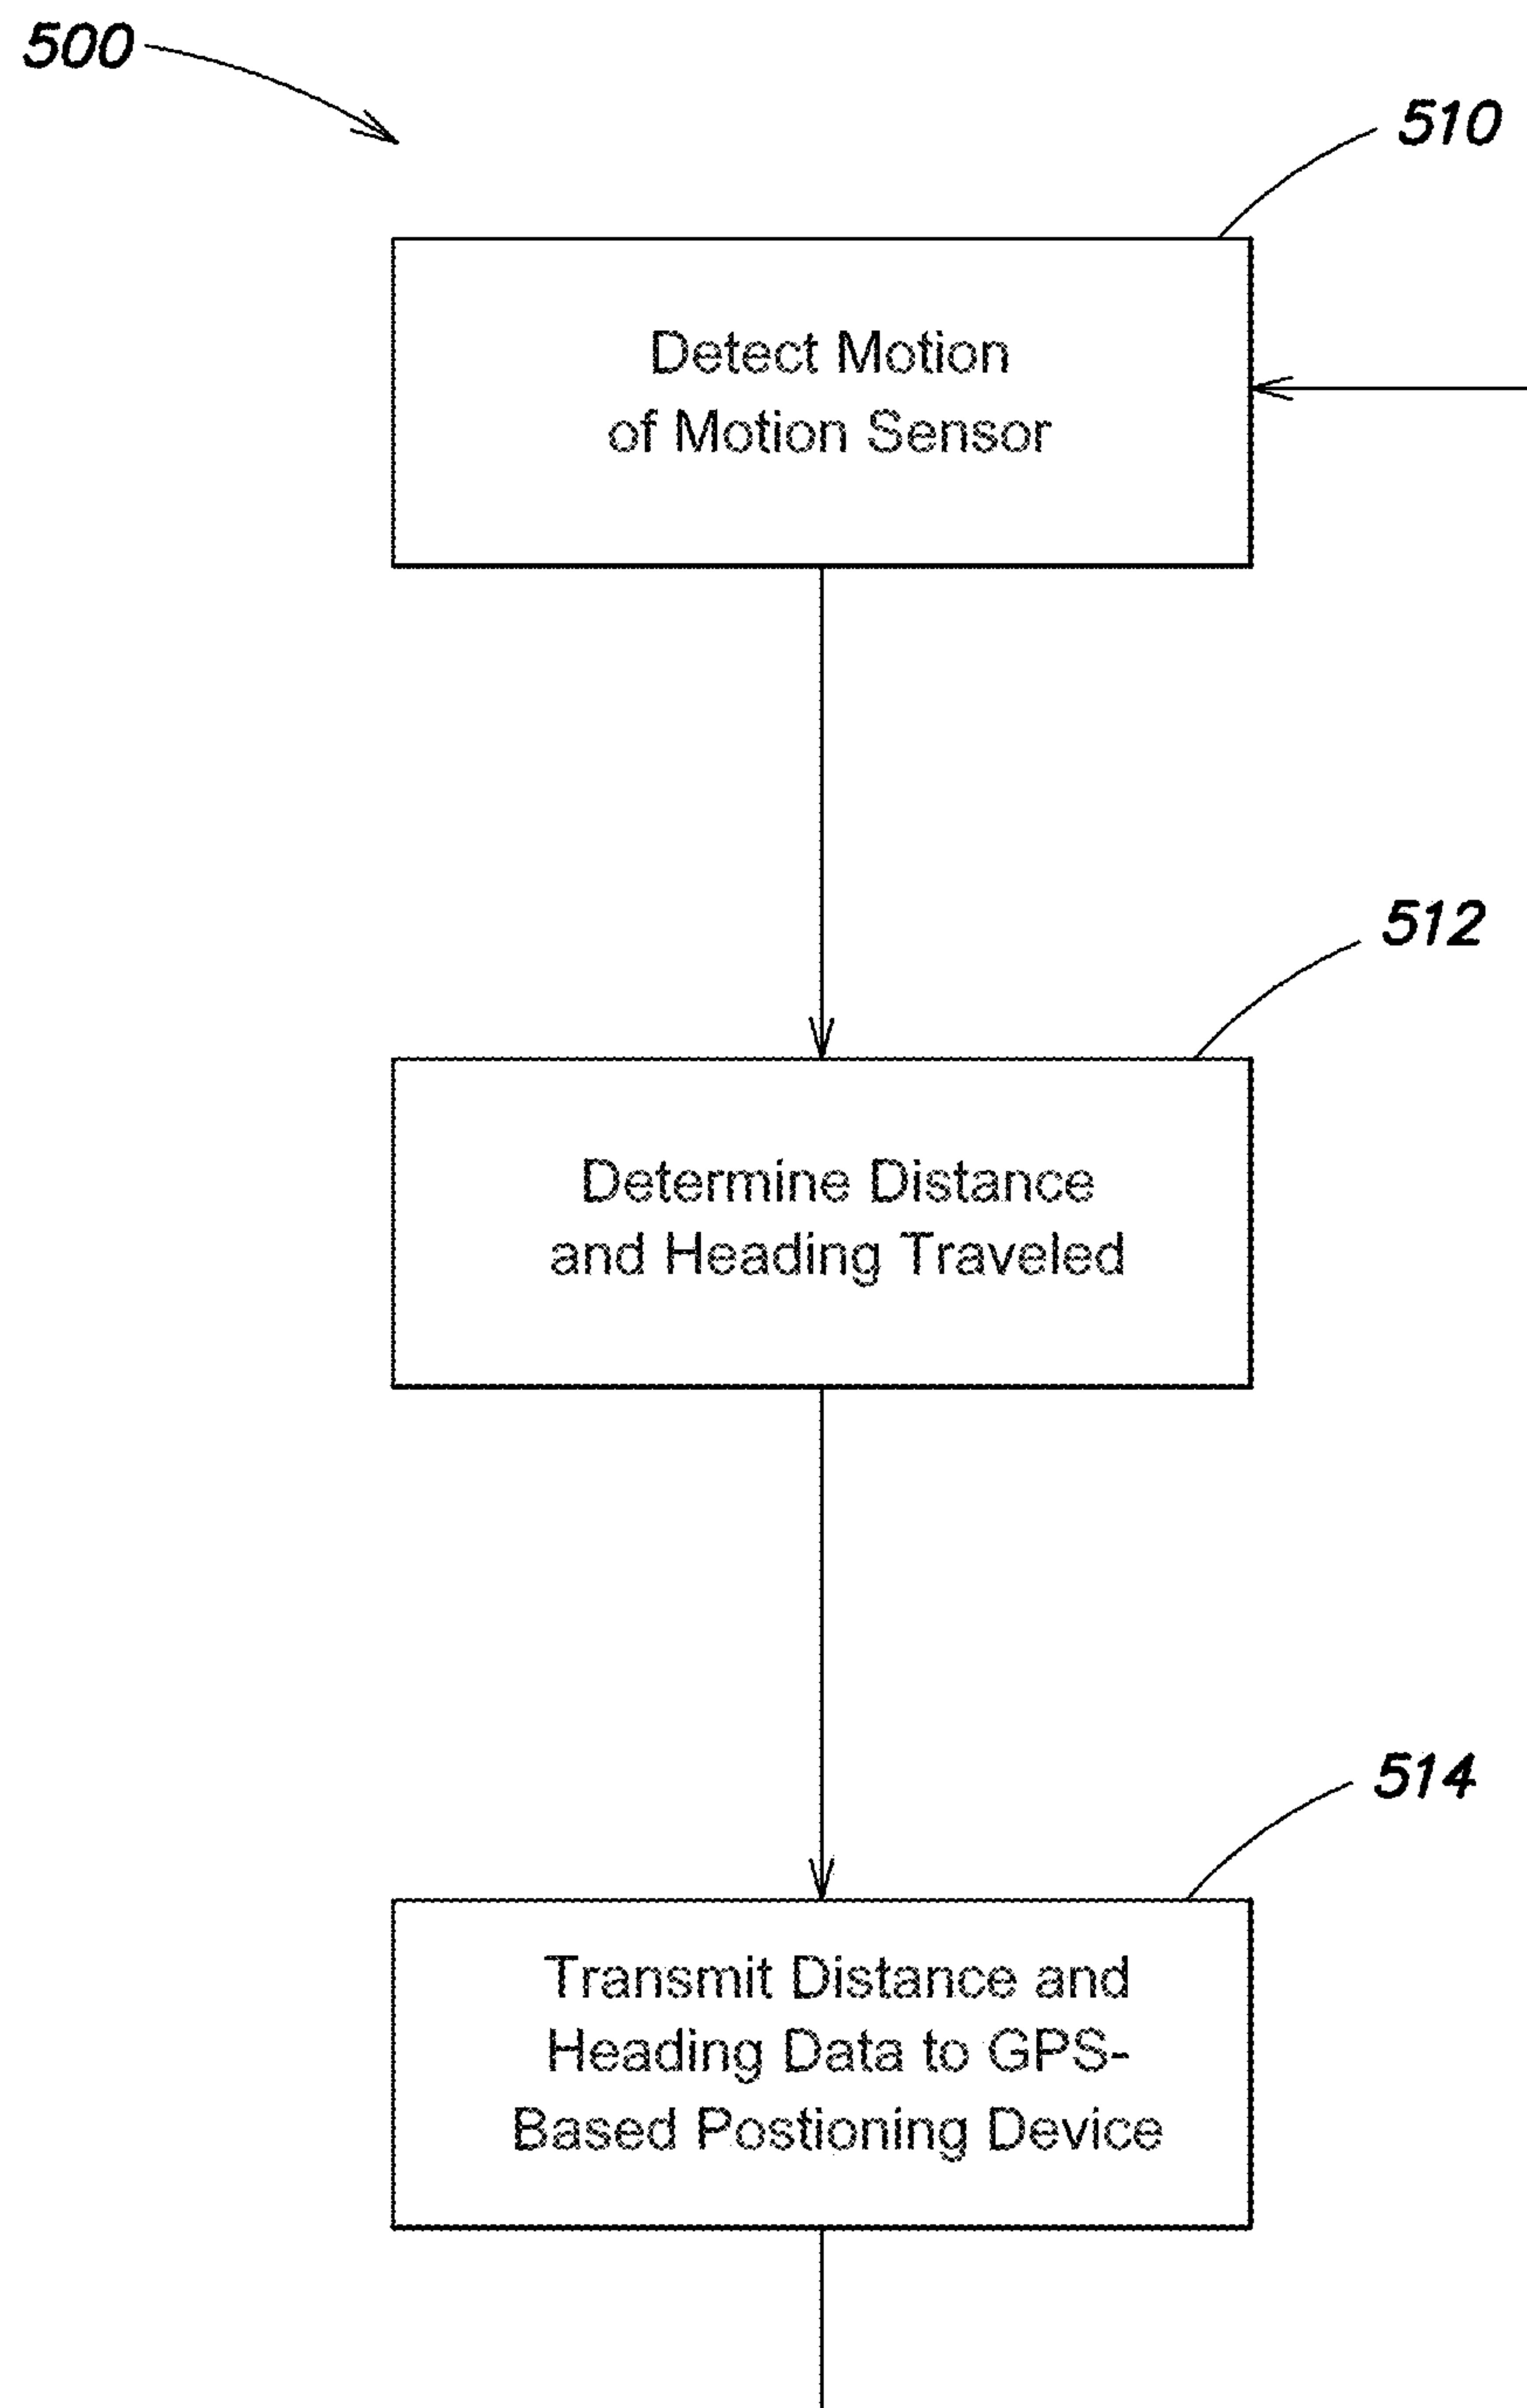 500
510
Detect Motion
of Motion Sensor
512
Determine Distance
and Heading Traveled
514
Transmit Distance and
Heading Data to GPS-
Based Postioning Device